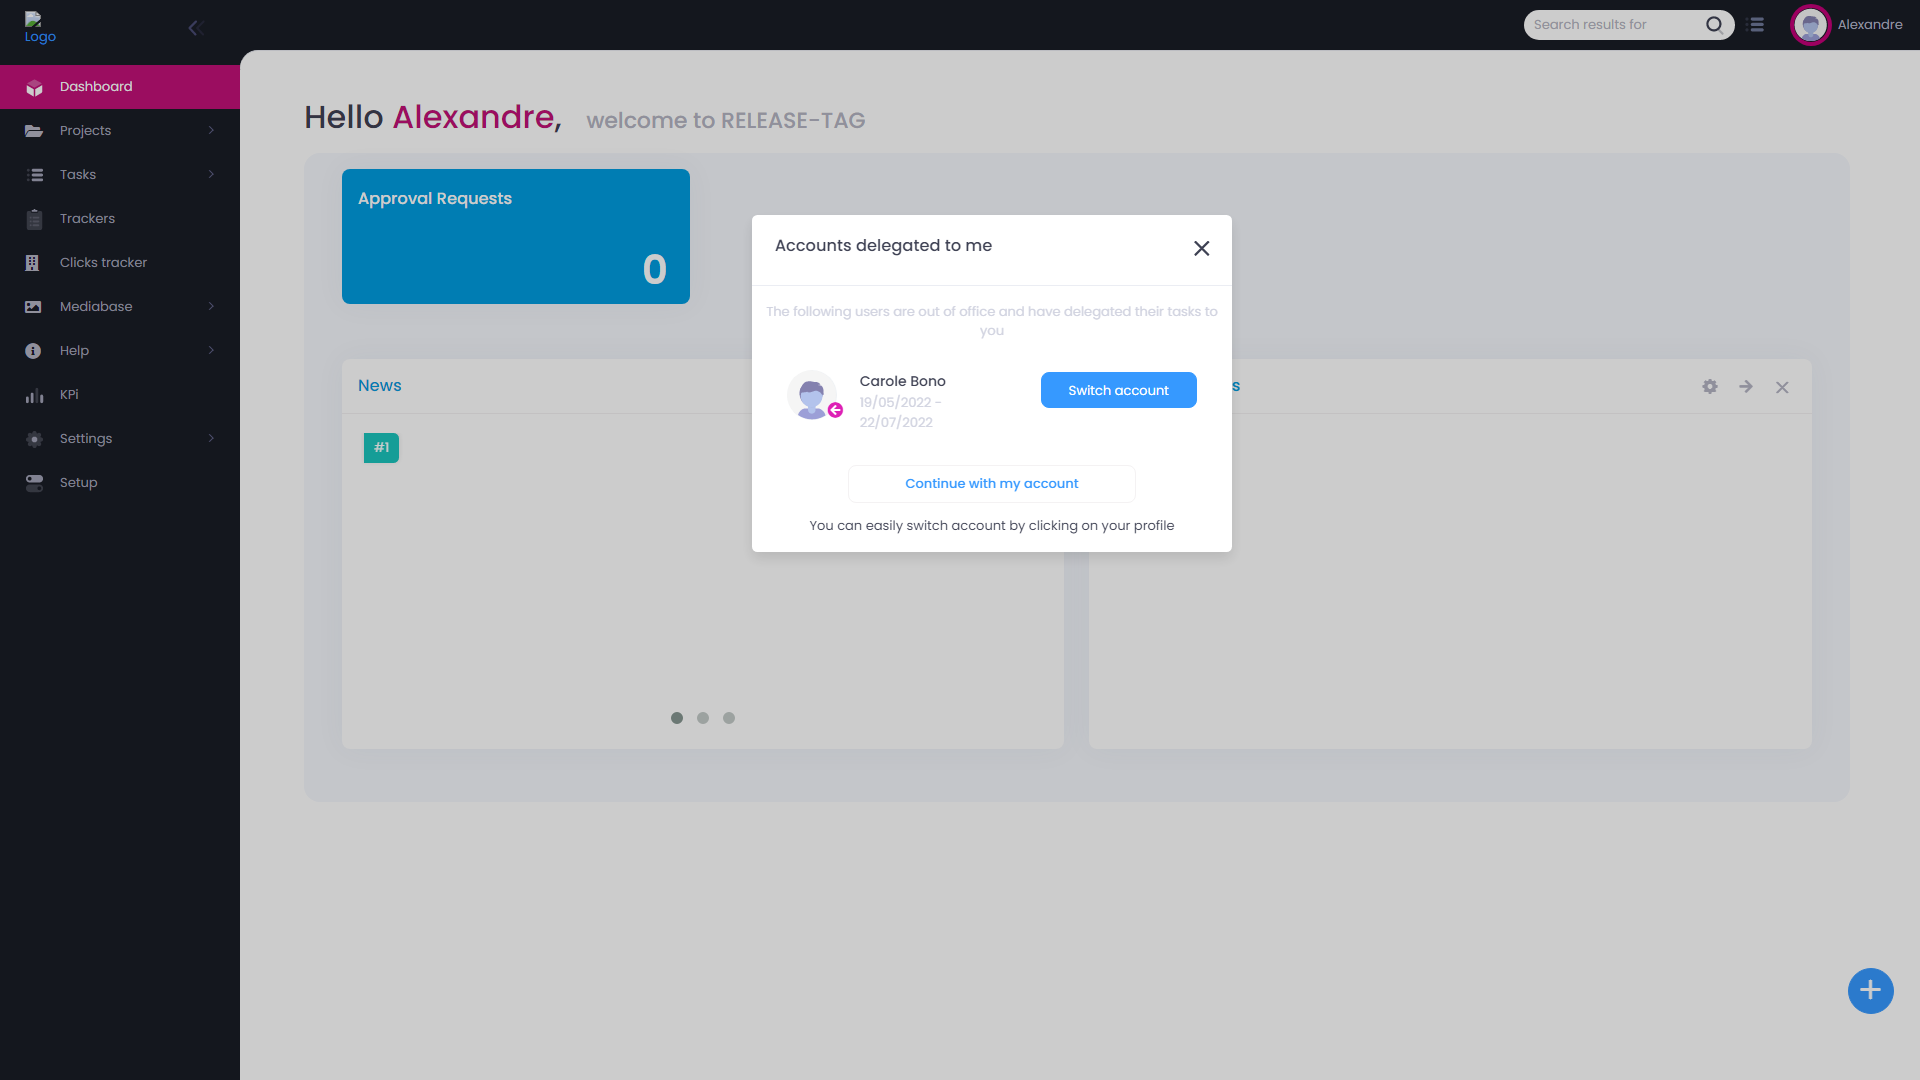 Logo
Search results for
Alexandre
Dashboard
Projects
Tasks
Trackers
Clicks tracker
Mediabase
Help
KPi
Settings
Setup
Hello Alexandre, welcome to RELEASE-TAG
Approval Requests
0
News
#1
s
Accounts delegated to me
The following users are out of office and have delegated their tasks to
you
Carole Bono
19/05/2022 -
22/07/2022
Switch account
Continue with my account
You can easily switch account by clicking on your profile